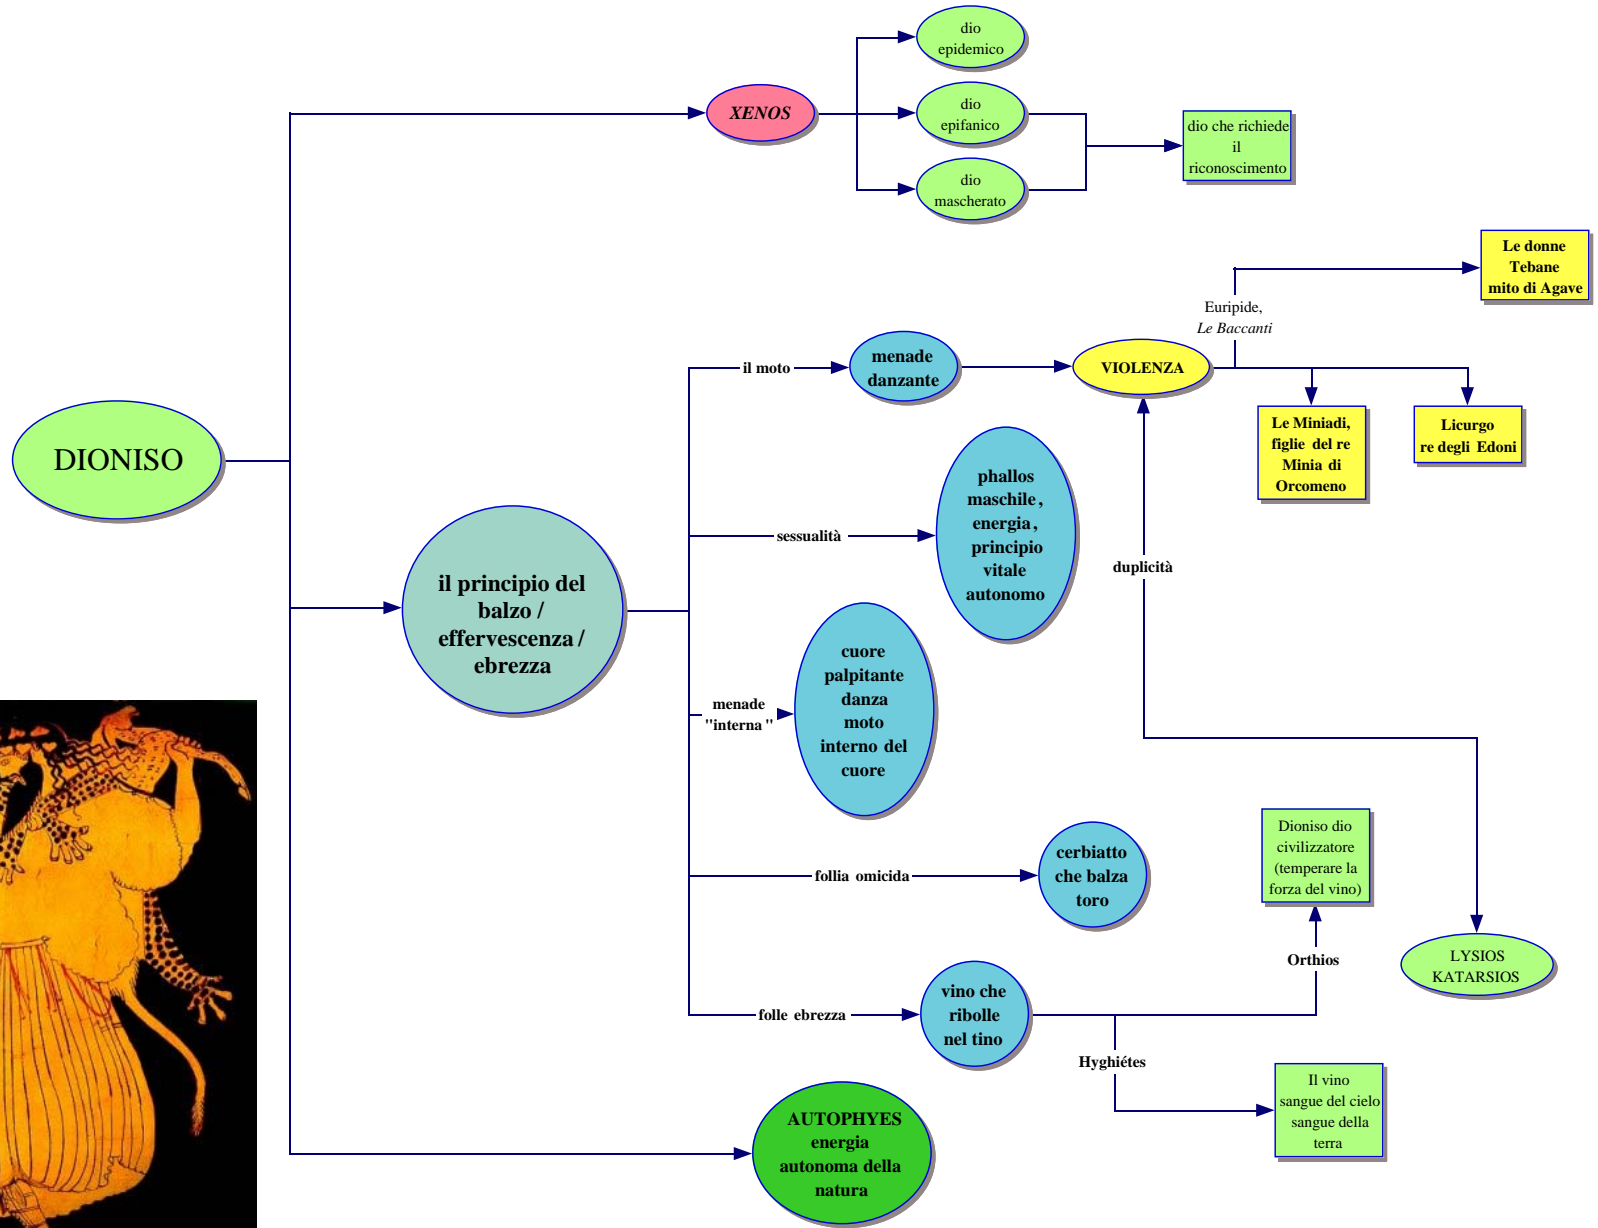 dio
epidemico
XENOS
dio
epifanico
dio che richiede
il
riconoscimento
dio
mascherato
Le donne
Tebane
mito di Agave
Euripide,
Le Baccanti
il moto
menade
danzante
VIOLENZA
Le Miniadi,
figlie del re
Minia di
Orcomeno
Licurgo
re degli Edoni
DIONISO
phallos
maschile,
energia,
principio
vitale
autonomo
sessualità
duplicità
il principio del
balzo /
effervescenza /
ebrezza
menade
"interna"
cuore
palpitante
danza
moto
interno del
cuore
follia omicida
cerbiatto
che balza
toro
Dioniso dio
civilizzatore
(temperare la
forza del vino)
Orthios
LYSIOS
KATARSIOS
folle ebrezza
vino che
ribolle
nel tino
Hyghiétes
Il vino
sangue del cielo
sangue della
terra
AUTOPHYES
energia
autonoma della
natura